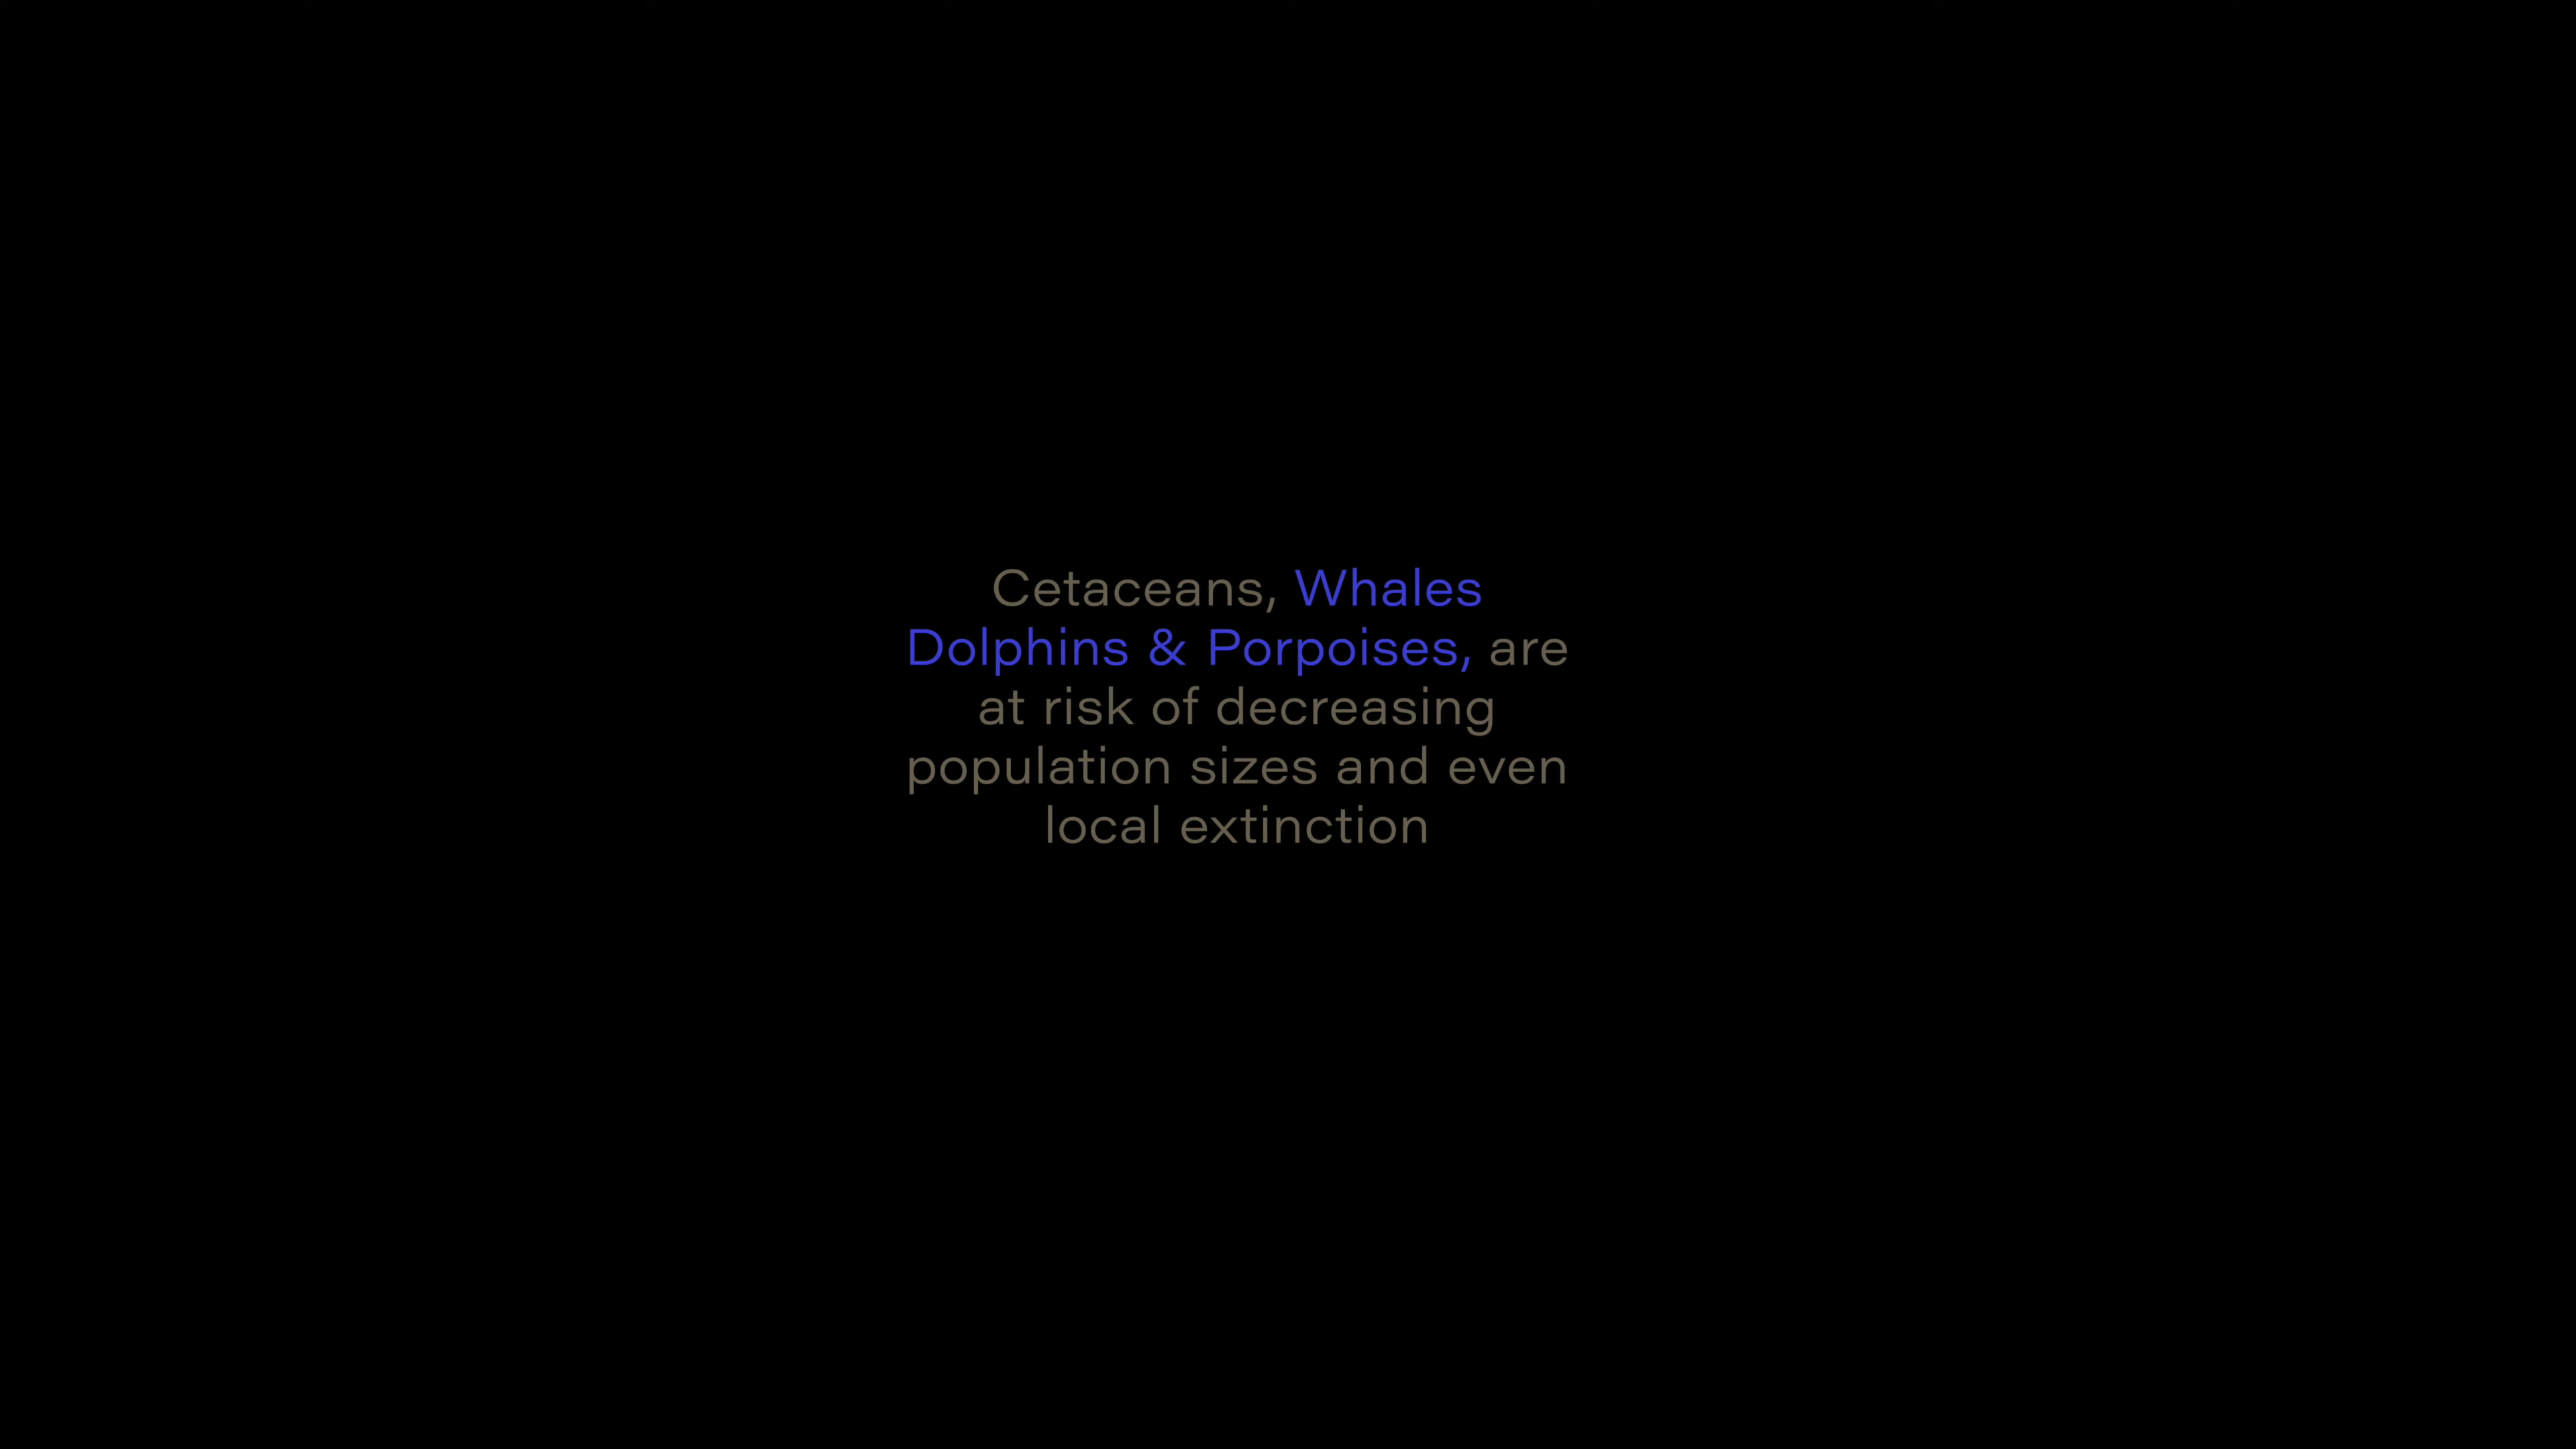 Cetaceans, Whales
Dolphins & Porpoises, are
at risk of decreasing
population sizes and even
local extinction